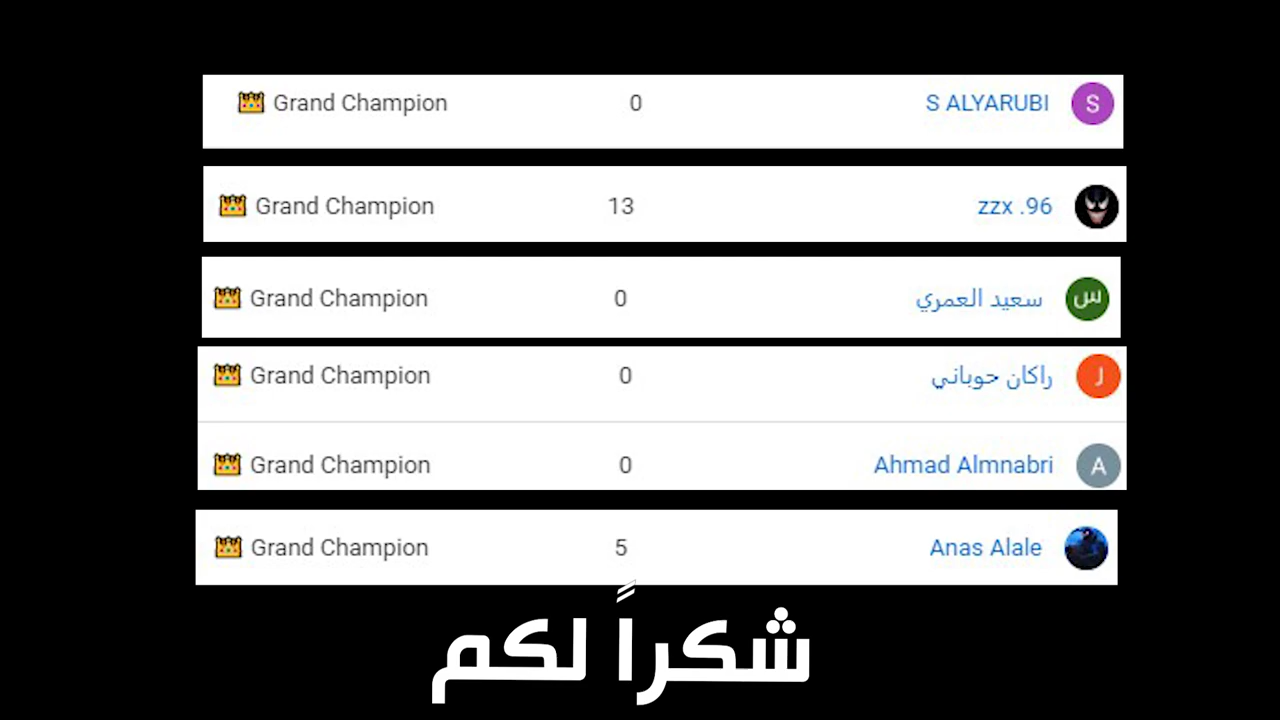 Grand Champion 0 S ALYARUBI S
Grand Champion 13 zzx .96
Grand Champion 0 سعيد العمري س
Grand Champion 0 راكان حوباني ر
Grand Champion 0 Ahmad Almnabri A
Grand Champion 5 Anas Alale
شكراً لكم